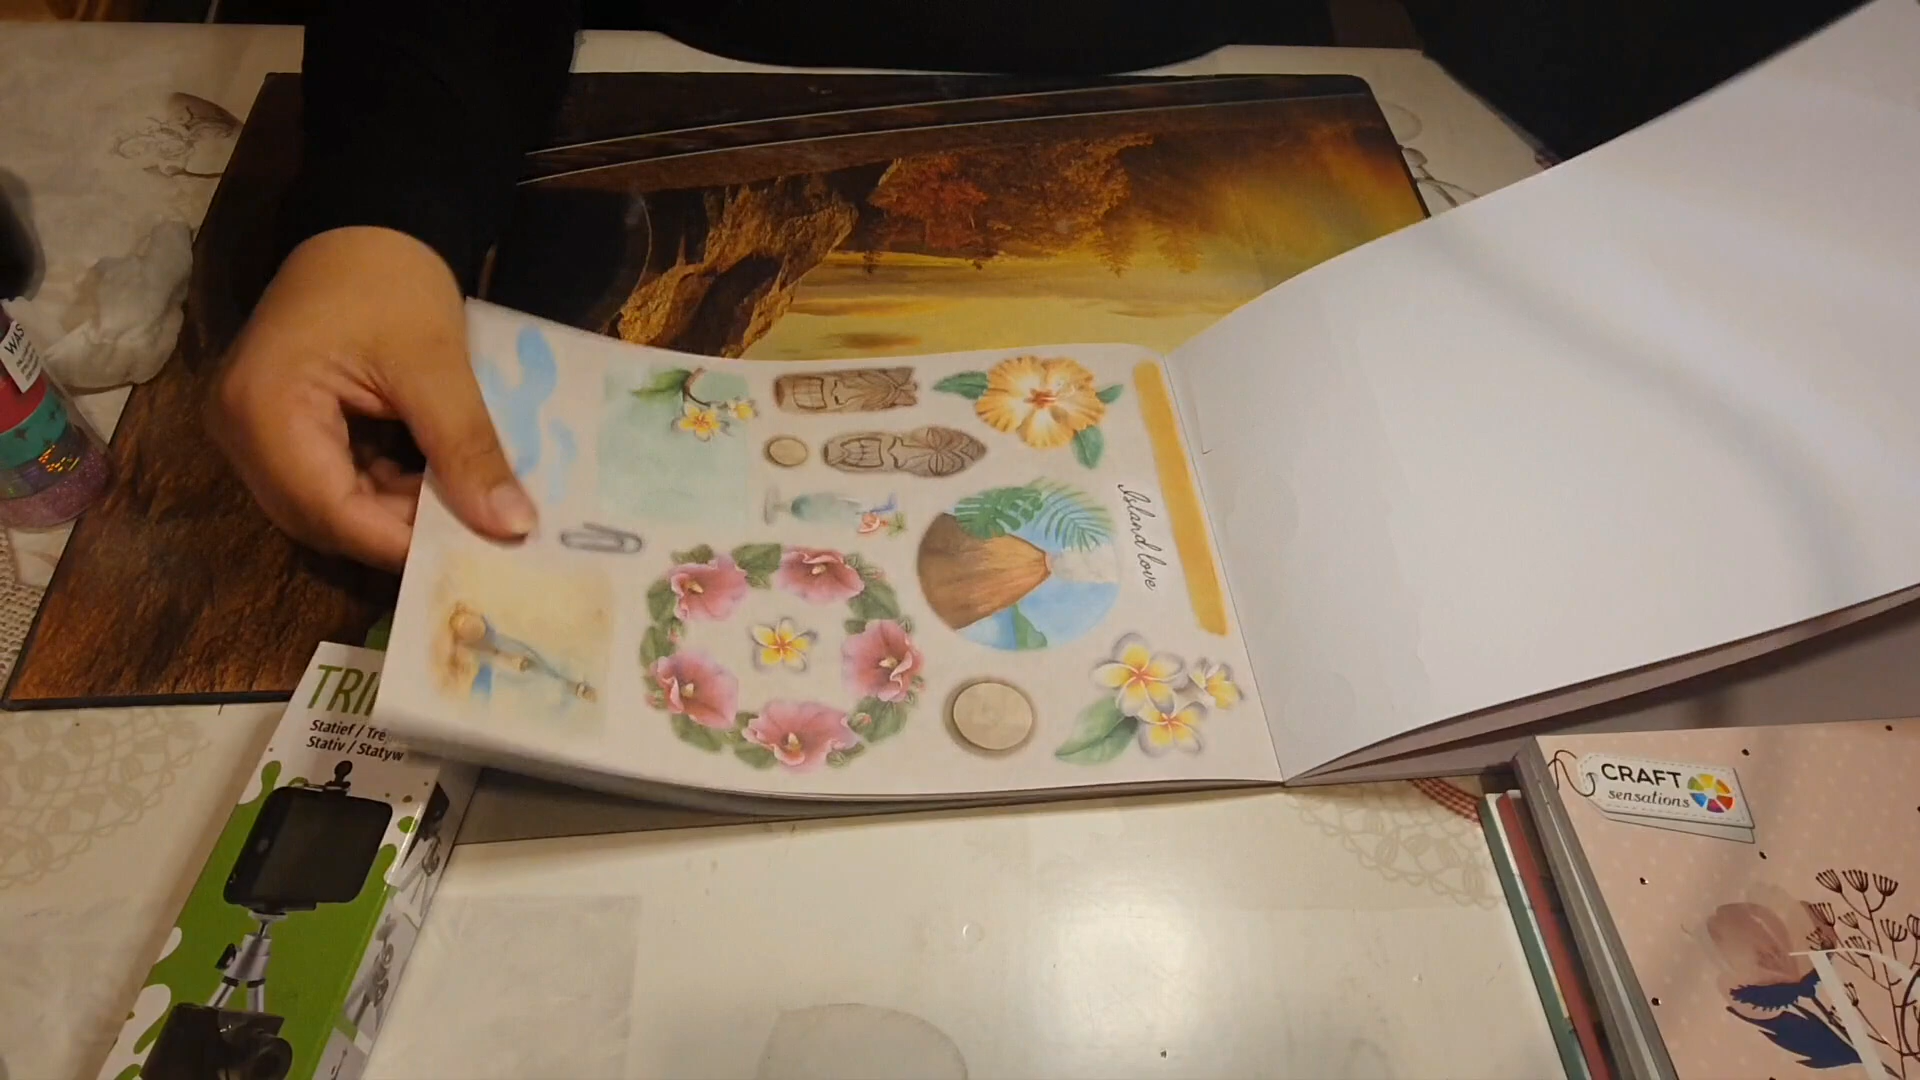 WAS
Island love
TRI
Statief / Tre
Stativ / Statyw
CRAFT
sensations